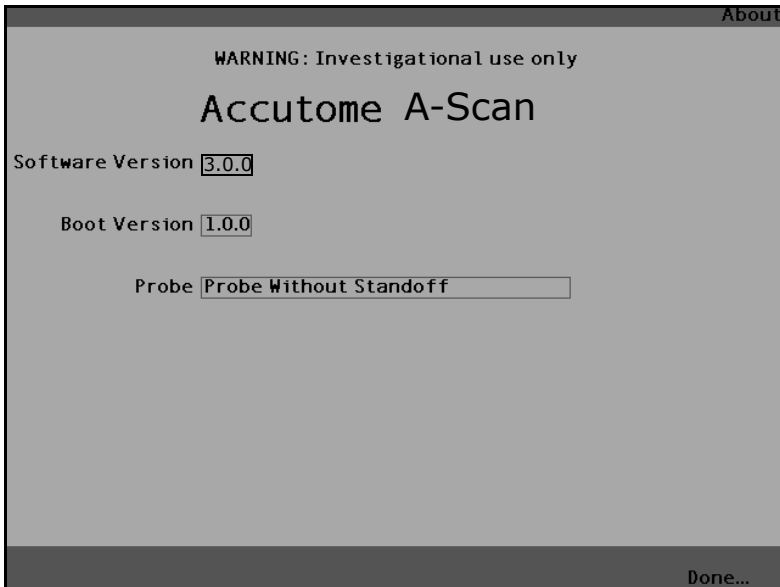 About
WARNING: Investigational use only
Accutome A-Scan
Software Version 3.0.0
Boot Version 1.0.0
Probe Probe Without Standoff
Done...